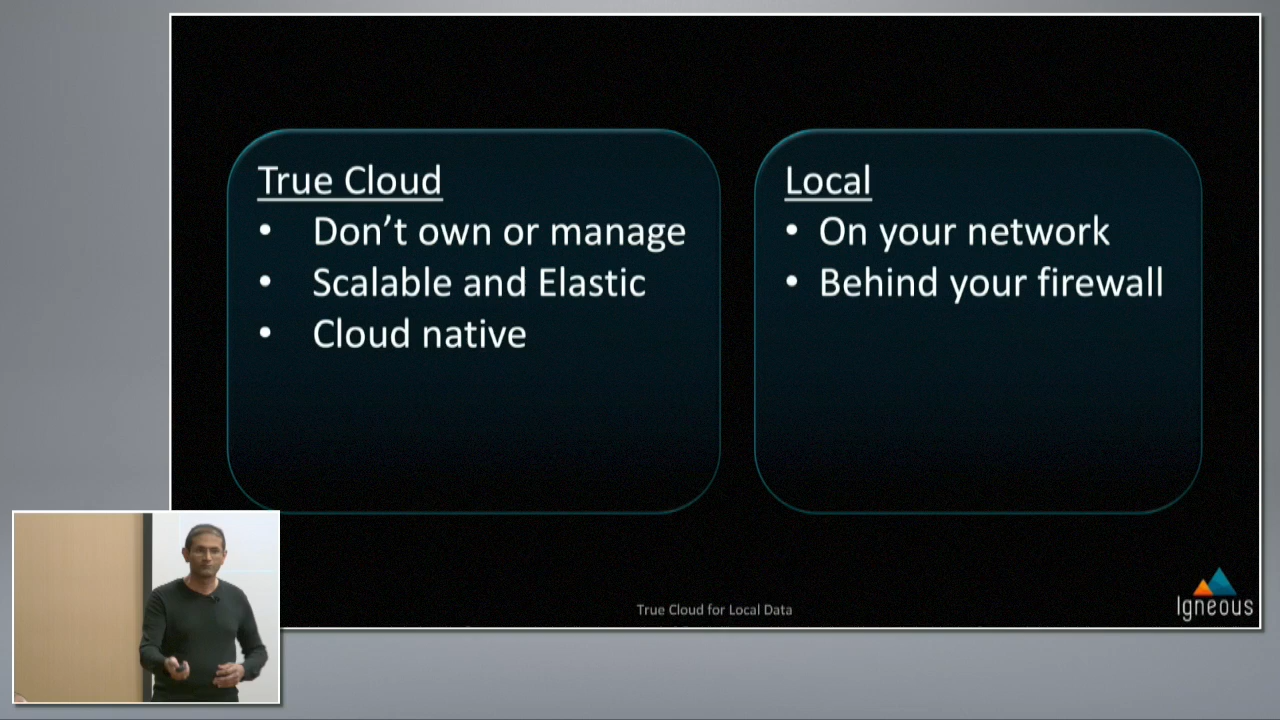 True Cloud
• Don’t own or manage
• Scalable and Elastic
• Cloud native
Local
• On your network
• Behind your firewall
True Cloud for Local Data
Igneous